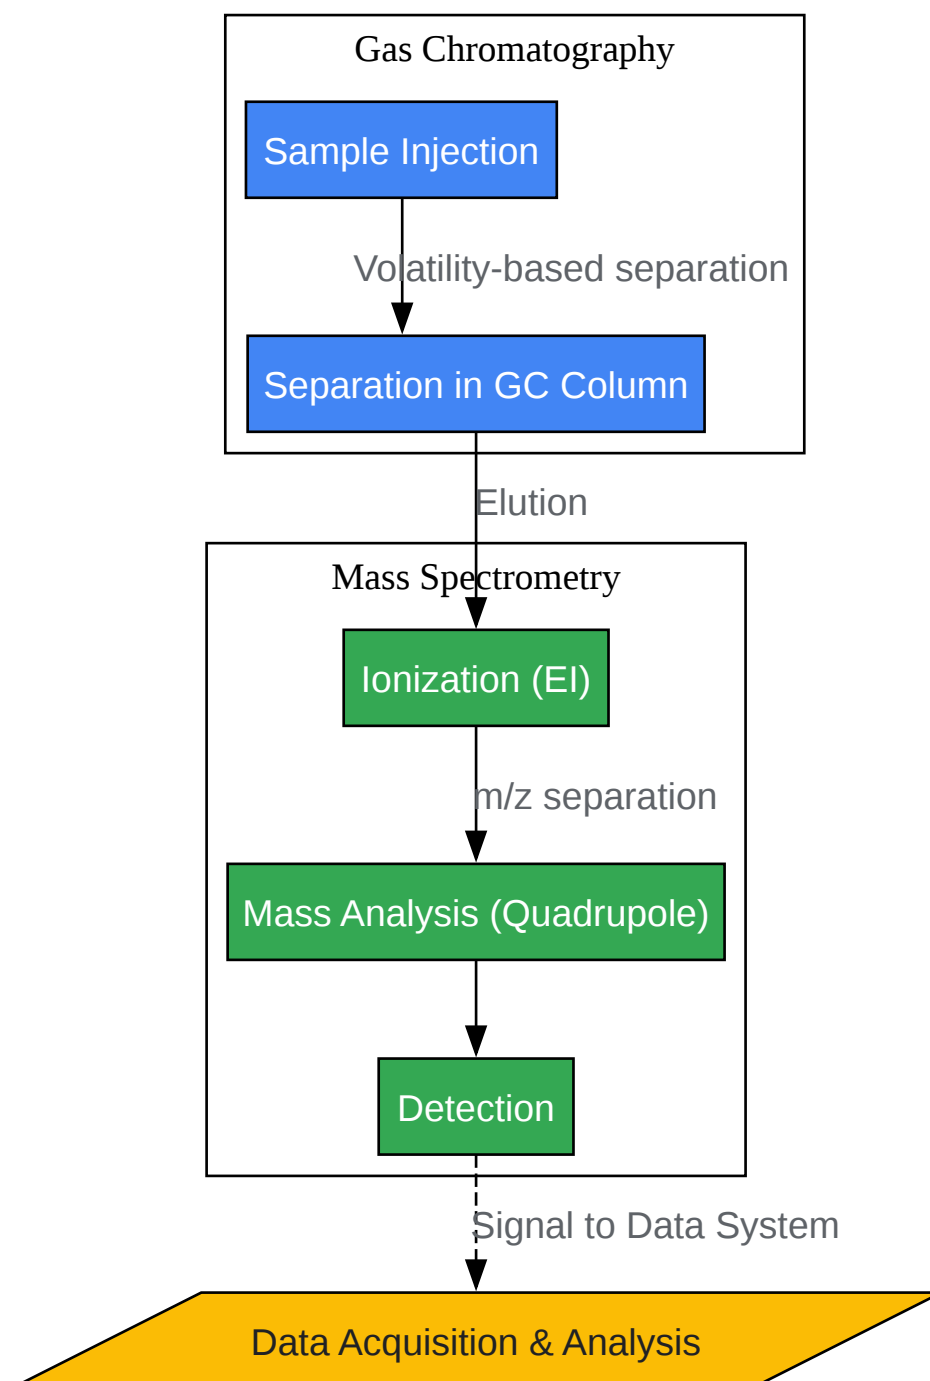 Gas Chromatography
Sample Injection
Volatility-based separation
Separation in GC Column
Elution
Mass Spectrometry
Ionization (EI)
m/z separation
Mass Analysis (Quadrupole)
Detection
Signal to Data System
Data Acquisition & Analysis